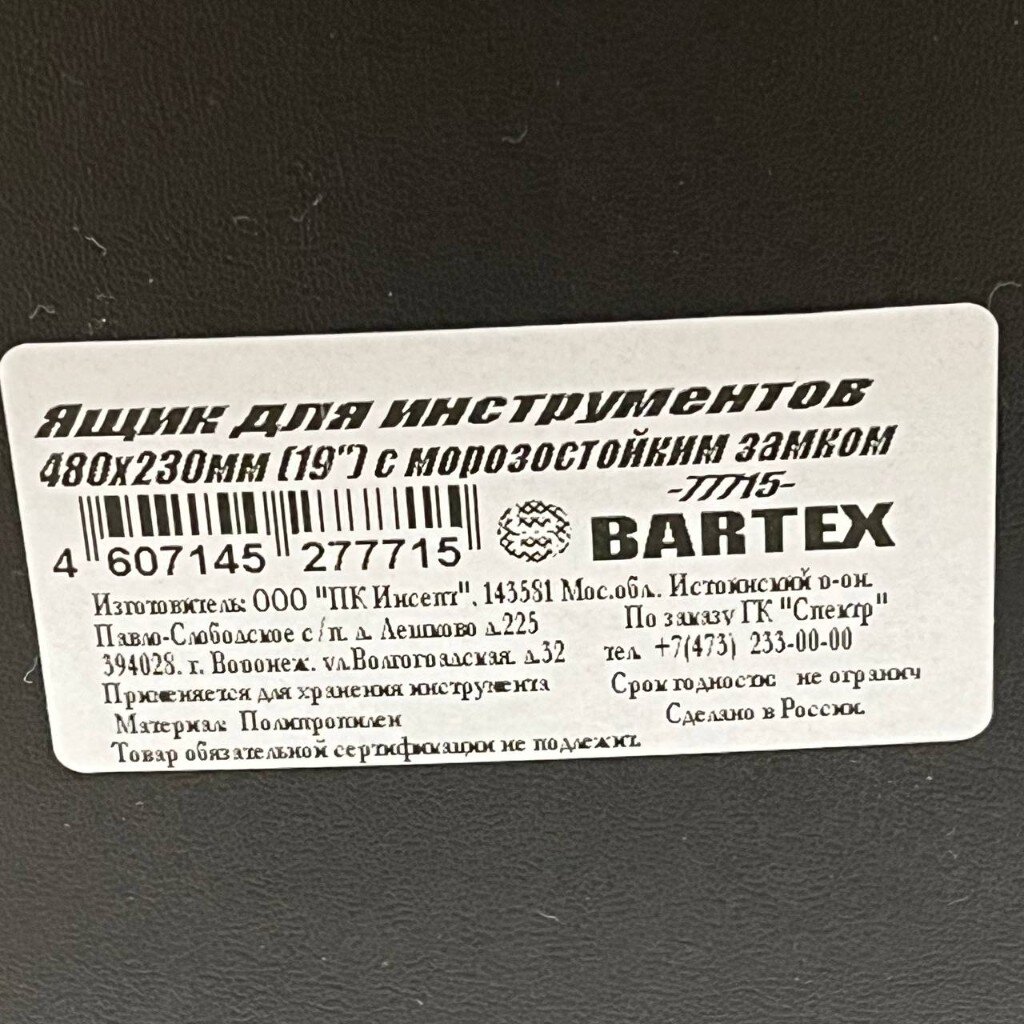 Ящик для инструментов
480х230мм (19") с морозостойким замком
-77715-
BARTEX
4 607145 277715
Изготовитель: ООО "ПК Инсепт", 143581 Мос.обл. Истринский р-он.
Павло-Слободское с/п. д. Лешково д.225
По заказу ГК "Спектр"
394028. г. Воронеж. ул.Волгоградская. д.32
тел. +7(473) 233-00-00
Применяется для хранения инструмента
Срок годности: не огранич
Материал: Полипропилен
Сделано в России.
Товар обязательной сертификации не подлежит.